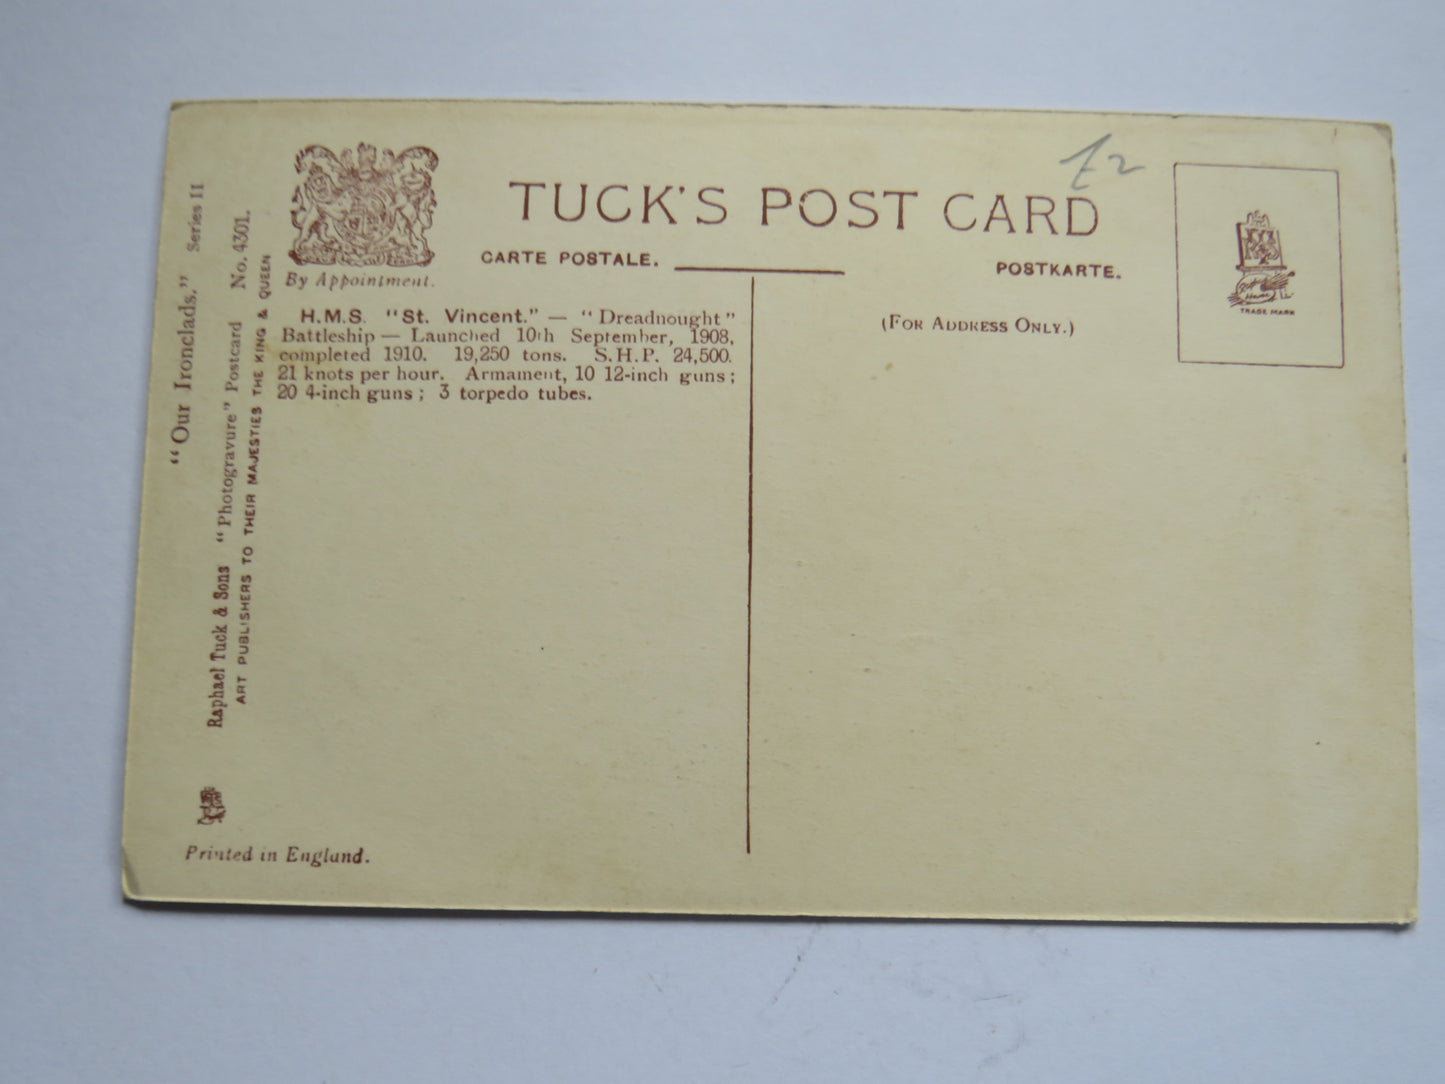 TUCK'S POST CARD
CARTE POSTALE.
POSTKARTE.
£2
By Appointment.
(FOR ADDRESS ONLY.)
TRADE MARK
H.M.S. "St. Vincent." — "Dreadnought"
Battleship — Launched 10th September, 1908,
completed 1910. 19,250 tons. S.H.P. 24,500.
21 knots per hour. Armament, 10 12-inch guns;
20 4-inch guns; 3 torpedo tubes.
"Our Ironclads." Series II
Raphael Tuck & Sons "Photogravure" Postcard No. 4301.
ART PUBLISHERS TO THEIR MAJESTIES THE KING & QUEEN
Printed in England.